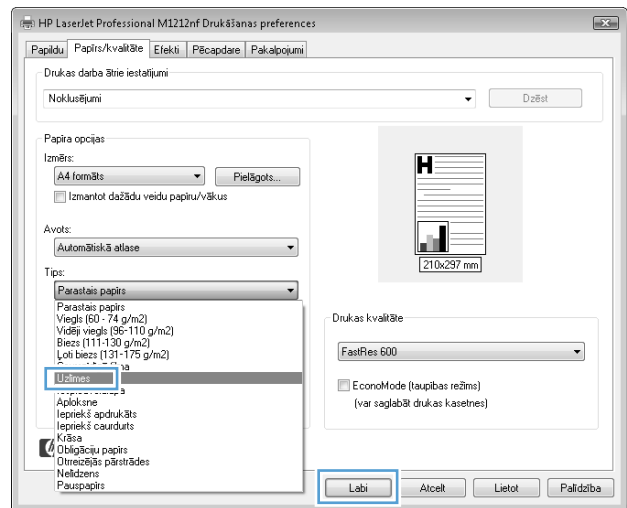 HP LaserJet Professional M1212nf Drukāšanas preferences
Papildu Papīrs/kvalitāte Efekti Pēcapdare Pakalpojumi
Drukas darba ātrie iestatījumi
Noklusējumi
Dzēst
Papīra opcijas
Izmērs:
A4 formāts
Pielāgots...
Izmantot dažādu veidu papīru/vākus
Avots:
Automātiskā atlase
Tips:
Parastais papīrs
Parastais papīrs
Viegls (60 - 74 g/m2)
Vidēji viegls (96-110 g/m2)
Biezs (111-130 g/m2)
Ļoti biezs (131-175 g/m2)
Uzlīmes
Aploksne
Iepriekš apdrukāts
Iepriekš caurdurts
Krāsa
Obligāciju papīrs
Otrreizējās pārstrādes
Nelīdzens
Pauspapīrs
H
210x297 mm
Drukas kvalitāte
FastRes 600
EconoMode (taupības režīms)
(var saglabāt drukas kasetnes)
Labi Atcelt Lietot Palīdzība